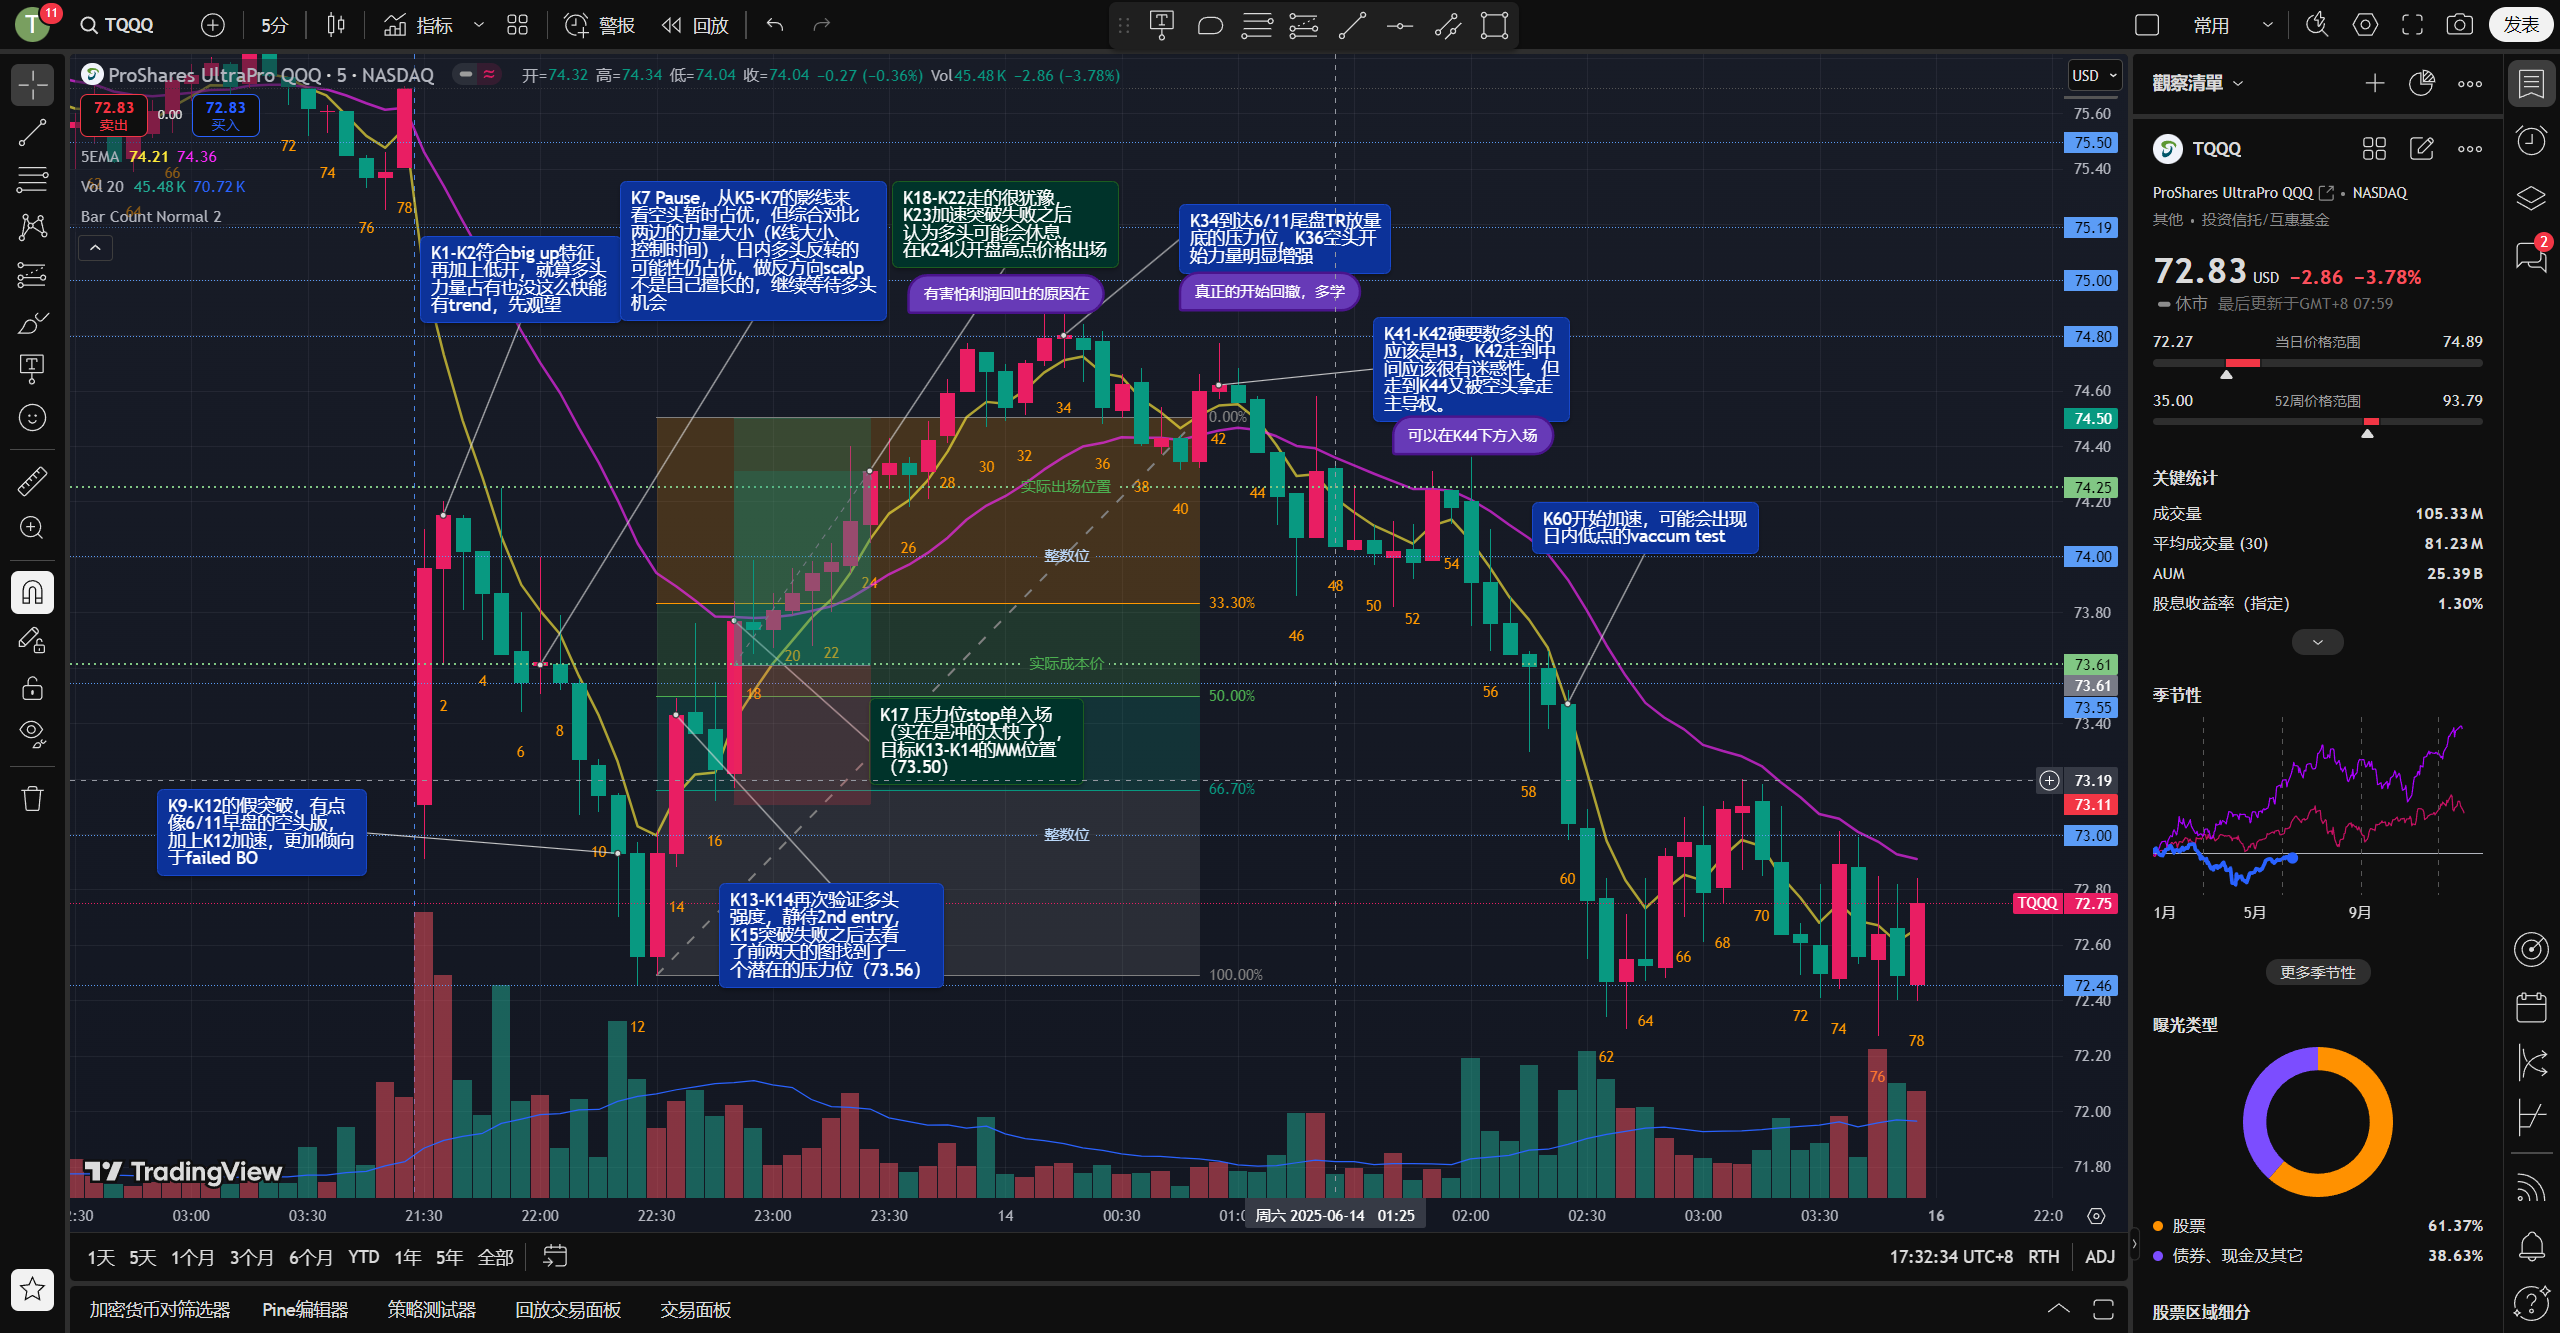 T 11
TQQQ
5分
指标
警报
回放
常用
发表
ProShares UltraPro QQQ · 5 · NASDAQ
开=74.32 高=74.34 低=74.04 收=74.04 -0.27 (-0.36%) Vol45.48 K -2.86 (-3.78%)
72.83
卖出
0.00
72.83
买入
5EMA 74.21 74.36
Vol 20 45.48 K 70.72 K
Bar Count Normal 2
USD
K1-K2符合big up特征,
再加上低开，就算多头
力量占有也没这么快能
有trend，先观望
K7 Pause，从K5-K7的影线来
看空头暂时占优，但综合对比
两边的力量大小（K线大小、
控制时间），日内多头反转的
可能性仍占优，做反方向scalp
不是自己擅长的，继续等待多头
机会
K18-K22走的很犹豫,
K23加速突破失败之后
认为多头可能会休息,
在K24以开盘高点价格出场
有害怕利润回吐的原因在
K34到达6/11尾盘TR放量
底的压力位，K36空头开
始力量明显增强
真正的开始回撤，多学
K41-K42硬要数多头的
应该是H3，K42走到中
间应该很有迷惑性，但
走到K44又被空头拿走
主导权。
可以在K44下方入场
K60开始加速，可能会出现
日内低点的vaccum test
K17 压力位stop单入场
（实在是冲的太快了）,
目标K13-K14的MM位置
（73.50）
K9-K12的假突破，有点
像6/11早盘的空头版,
加上K12加速，更加倾向
于failed BO
K13-K14再次验证多头
强度，静待2nd entry,
K15突破失败之后去看
了前两天的图找到了一
个潜在的压力位（73.56）
实际出场位置
整数位
实际成本价
整数位
0.00%
33.30%
50.00%
66.70%
100.00%
62
64
66
72
74
76
78
2
4
6
8
10
12
14
16
18
20
22
24
26
28
30
32
34
36
38
40
42
44
46
48
50
52
54
56
58
60
62
64
66
68
70
72
74
76
78
75.60
75.50
75.40
75.19
75.00
74.80
74.60
74.50
74.40
74.25
74.20
74.00
73.80
73.61
73.61
73.55
73.40
73.19
73.11
73.00
72.80
TQQQ 72.75
72.60
72.46
72.40
72.20
72.00
71.80
TradingView
:30
03:00
03:30
21:30
22:00
22:30
23:00
23:30
14
00:30
01:0
周六 2025-06-14 01:25
02:00
02:30
03:00
03:30
16
22:0
1天 5天 1个月 3个月 6个月 YTD 1年 5年 全部
17:32:34 UTC+8 RTH ADJ
加密货币对筛选器 Pine编辑器 策略测试器 回放交易面板 交易面板
觀察清單
TQQQ
ProShares UltraPro QQQ • NASDAQ
其他 • 投资信托/互惠基金
72.83 USD -2.86 -3.78%
休市 最后更新于GMT+8 07:59
72.27 当日价格范围 74.89
35.00 52周价格范围 93.79
关键统计
成交量 105.33 M
平均成交量 (30) 81.23 M
AUM 25.39 B
股息收益率（指定） 1.30%
季节性
1月 5月 9月
更多季节性
曝光类型
股票 61.37%
债券、现金及其它 38.63%
股票区域细分
2